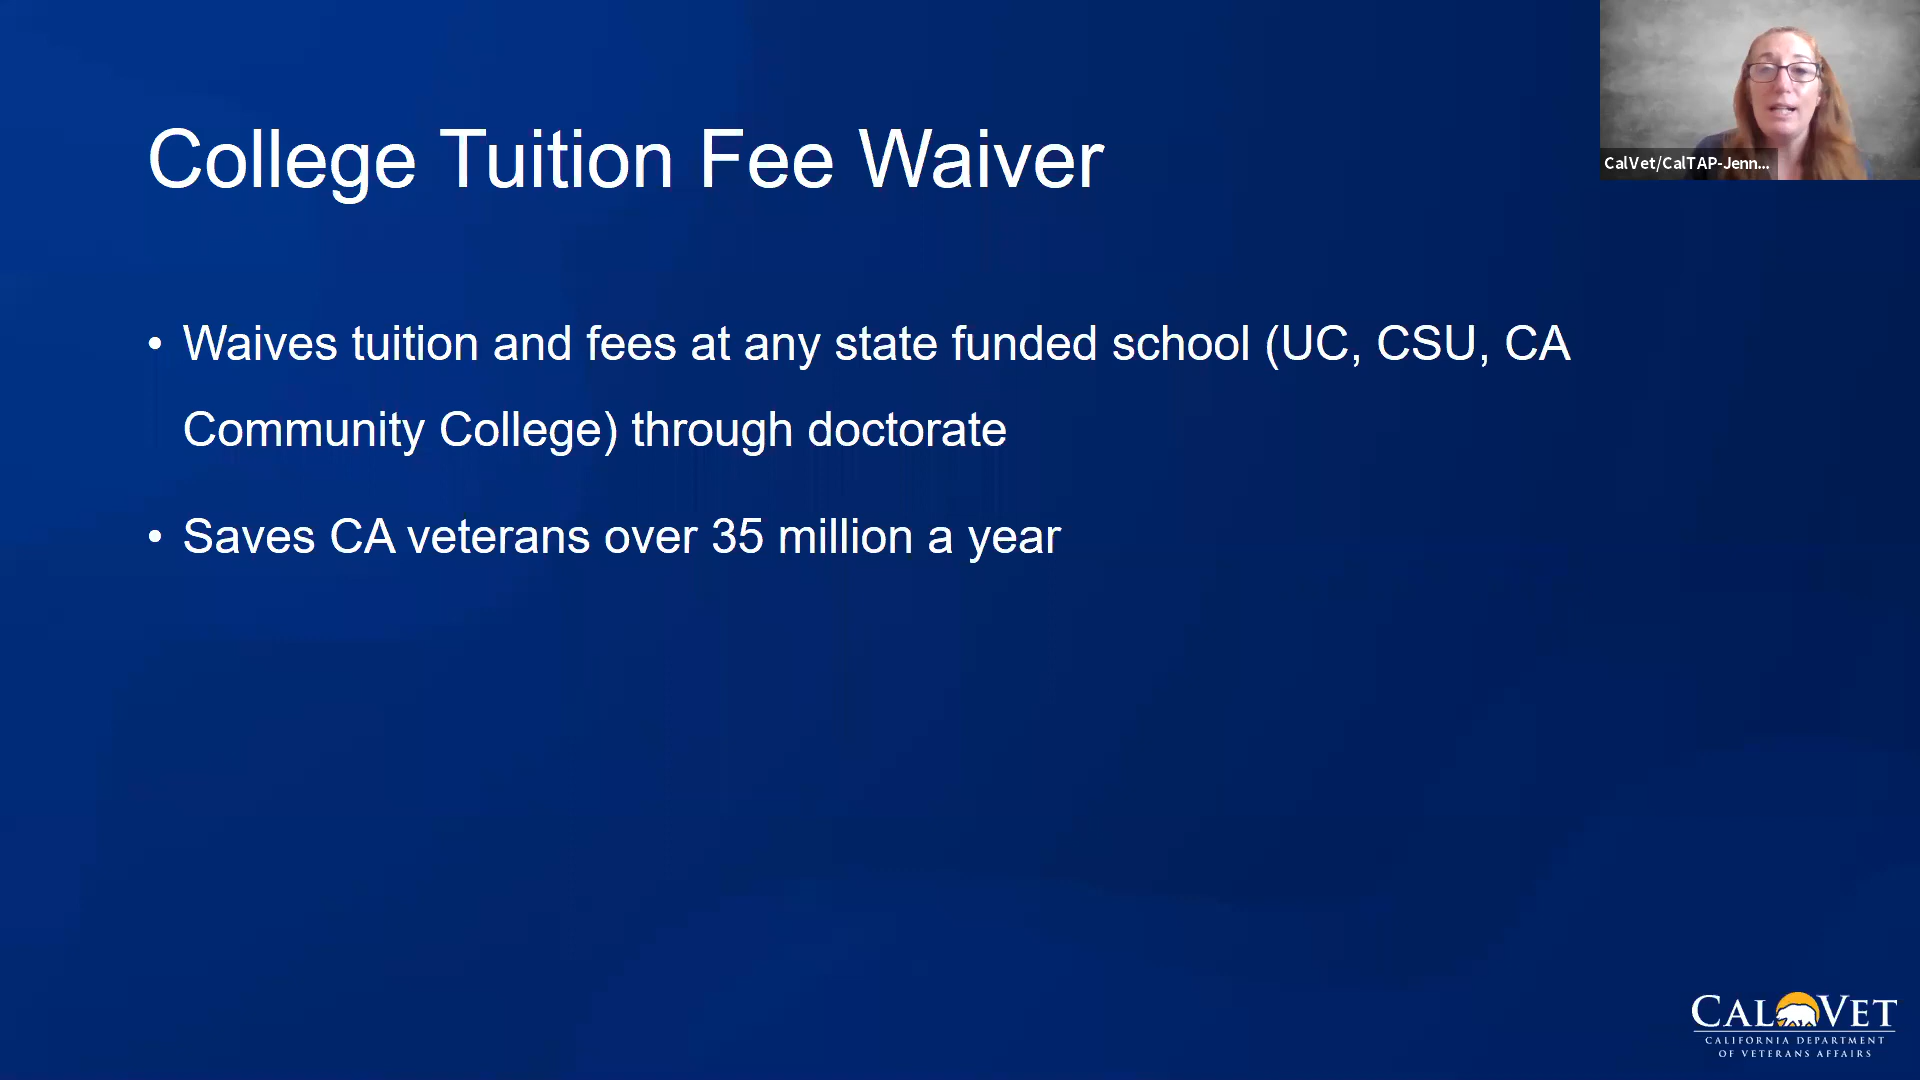 College Tuition Fee Waiver
CalVet/CalTAP-Jenn...
• Waives tuition and fees at any state funded school (UC, CSU, CA
Community College) through doctorate
• Saves CA veterans over 35 million a year
CALVET
CALIFORNIA DEPARTMENT
OF VETERANS AFFAIRS